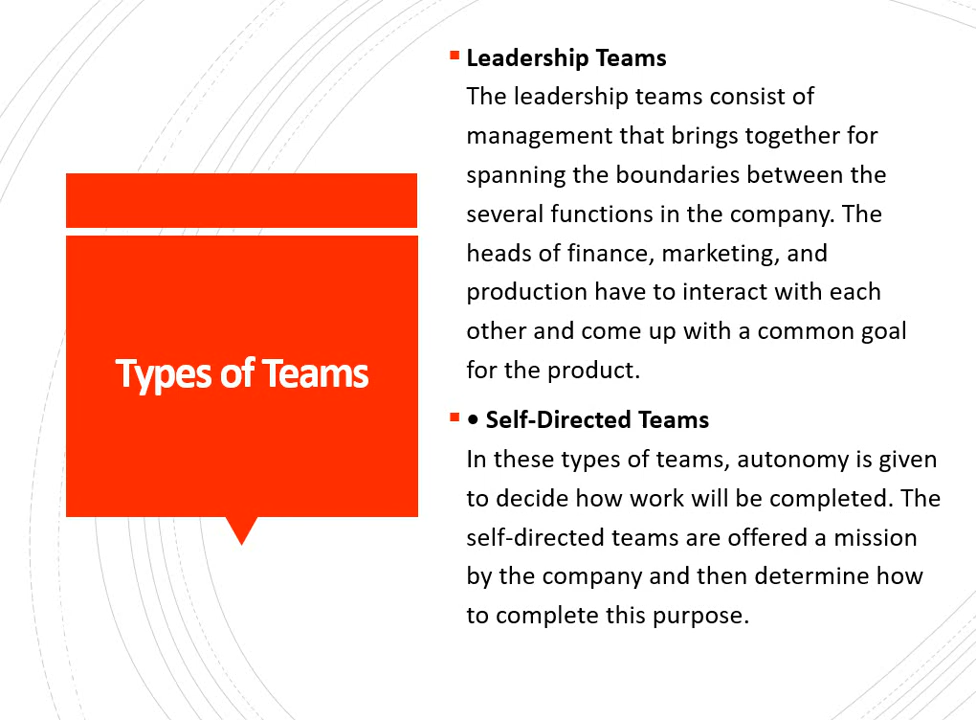 Types of Teams
Leadership Teams
The leadership teams consist of
management that brings together for
spanning the boundaries between the
several functions in the company. The
heads of finance, marketing, and
production have to interact with each
other and come up with a common goal
for the product.
• Self-Directed Teams
In these types of teams, autonomy is given
to decide how work will be completed. The
self-directed teams are offered a mission
by the company and then determine how
to complete this purpose.